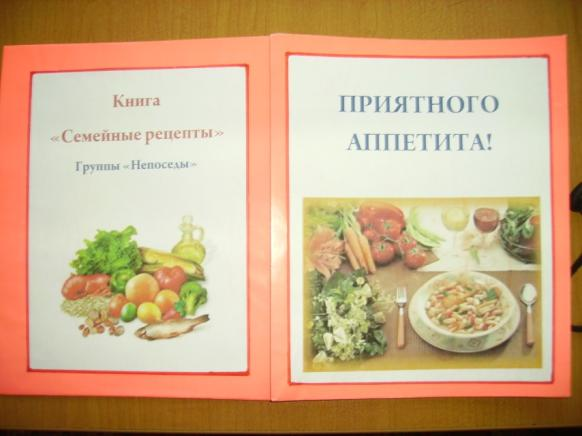 Книга
«Семейные рецепты»
Группы «Непоседы»
ПРИЯТНОГО
АППЕТИТА!